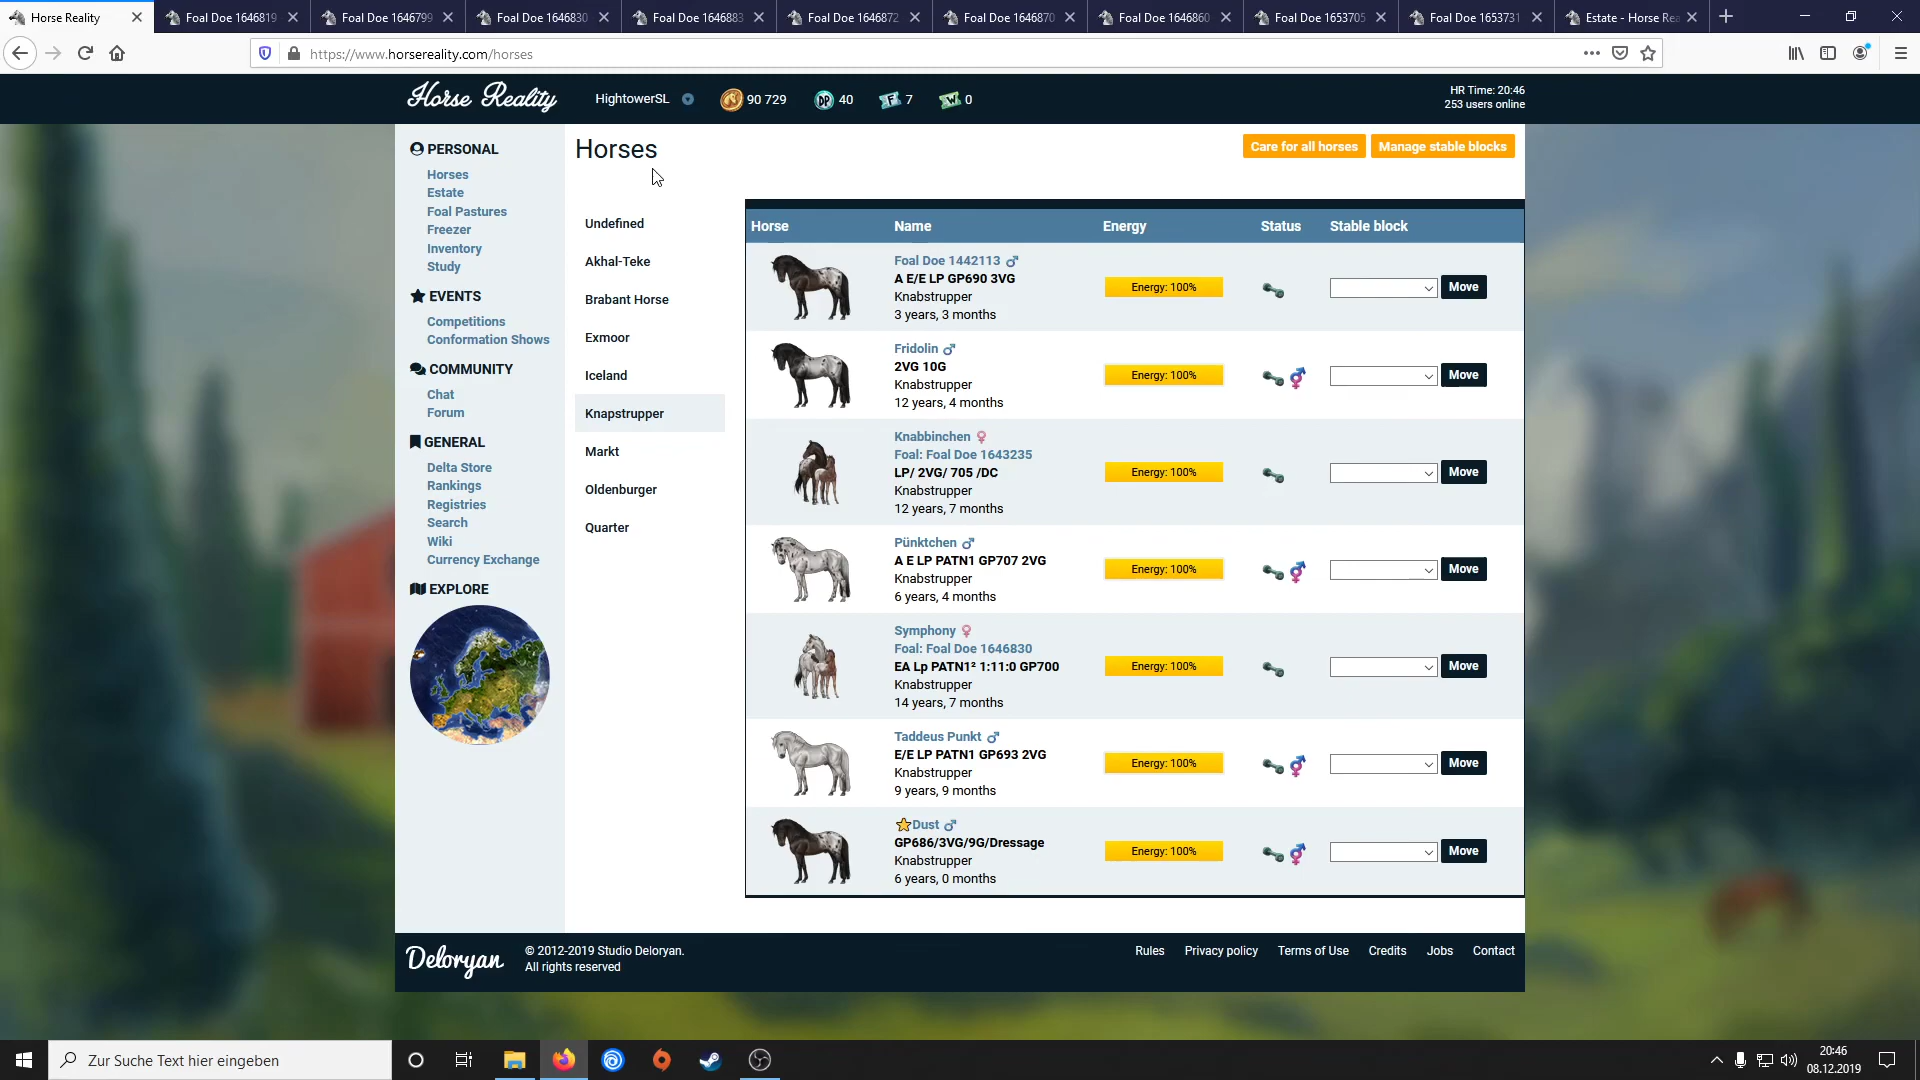 Horse Reality
Foal Doe 1646819
Foal Doe 1646799
Foal Doe 1646830
Foal Doe 1646883
Foal Doe 1646872
Foal Doe 1646870
Foal Doe 1646860
Foal Doe 1653705
Foal Doe 1653731
Estate - Horse Rea
https://www.horsereality.com/horses
Horse Reality
HightowerSL
90 729
DP 40
F 7
W 0
HR Time: 20:46
253 users online
PERSONAL
Horses
Estate
Foal Pastures
Freezer
Inventory
Study
EVENTS
Competitions
Conformation Shows
COMMUNITY
Chat
Forum
GENERAL
Delta Store
Rankings
Registries
Search
Wiki
Currency Exchange
EXPLORE
Horses
Care for all horses
Manage stable blocks
Undefined
Akhal-Teke
Brabant Horse
Exmoor
Iceland
Knapstrupper
Markt
Oldenburger
Quarter
Horse Name Energy Status Stable block
Foal Doe 1442113 ♂
A E/E LP GP690 3VG
Knabstrupper
3 years, 3 months
Energy: 100%
Move
Fridolin ♂
2VG 10G
Knabstrupper
12 years, 4 months
Energy: 100%
Move
Knabbinchen ♀
Foal: Foal Doe 1643235
LP/ 2VG/ 705 /DC
Knabstrupper
12 years, 7 months
Energy: 100%
Move
Pünktchen ♂
A E LP PATN1 GP707 2VG
Knabstrupper
6 years, 4 months
Energy: 100%
Move
Symphony ♀
Foal: Foal Doe 1646830
EA Lp PATN1² 1:11:0 GP700
Knabstrupper
14 years, 7 months
Energy: 100%
Move
Taddeus Punkt ♂
E/E LP PATN1 GP693 2VG
Knabstrupper
9 years, 9 months
Energy: 100%
Move
Dust ♂
GP686/3VG/9G/Dressage
Knabstrupper
6 years, 0 months
Energy: 100%
Move
Deloryan
© 2012-2019 Studio Deloryan.
All rights reserved
Rules Privacy policy Terms of Use Credits Jobs Contact
Zur Suche Text hier eingeben
20:46
08.12.2019